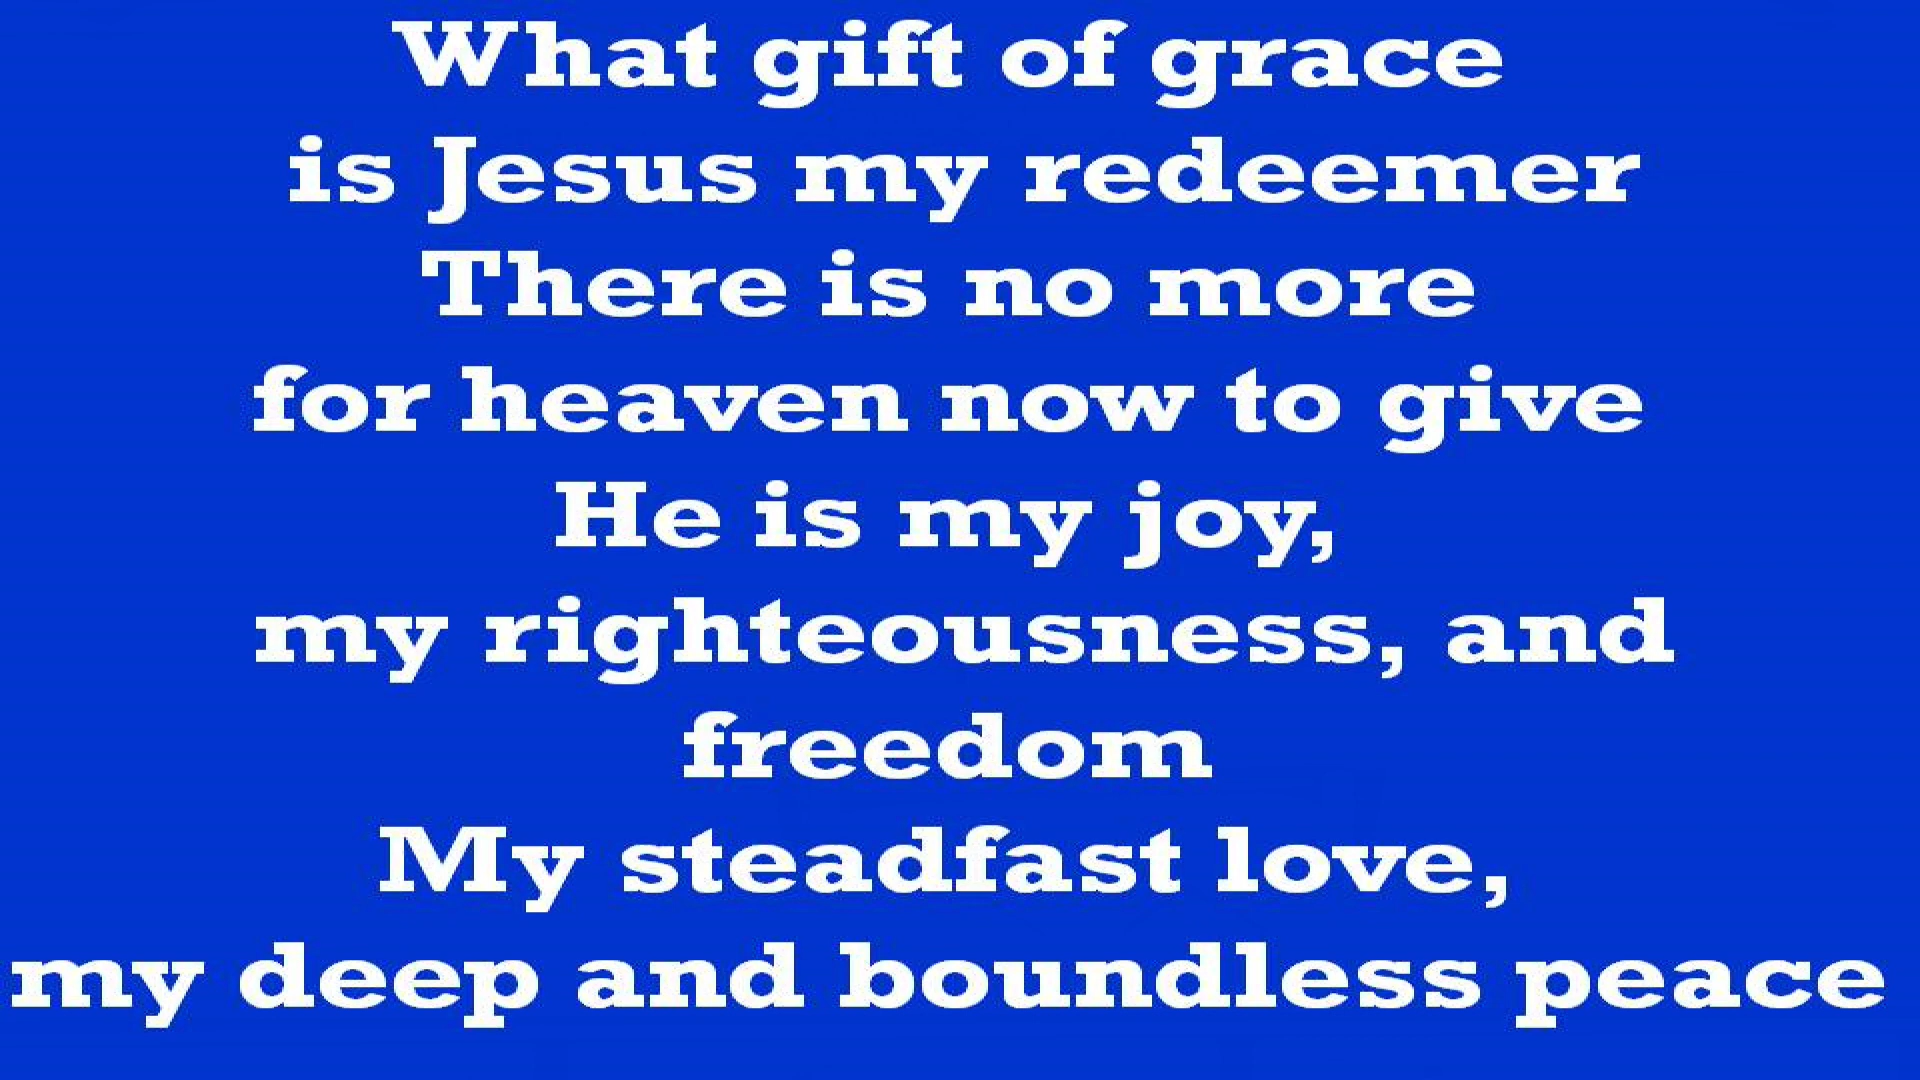 What gift of grace
is Jesus my redeemer
There is no more
for heaven now to give
He is my joy,
my righteousness, and
freedom
My steadfast love,
my deep and boundless peace